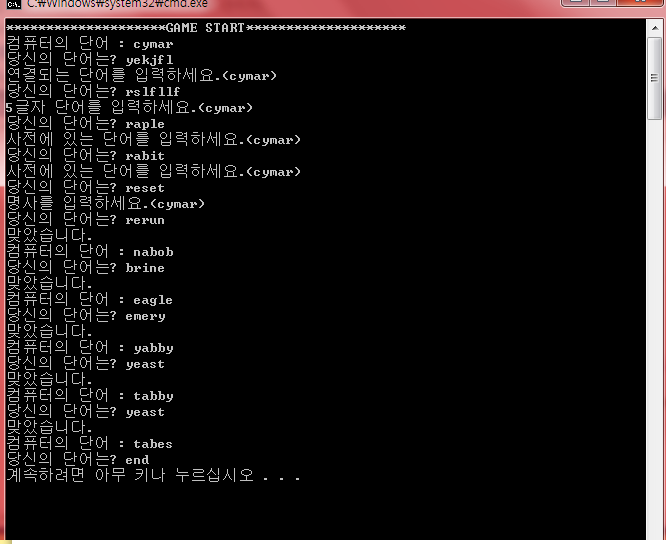 C:\Windows\system32\cmd.exe
********************GAME START********************
컴퓨터의 단어 : cymar
당신의 단어는? yekjfl
연결되는 단어를 입력하세요.(cymar)
당신의 단어는? rslfllf
5글자 단어를 입력하세요.(cymar)
당신의 단어는? raple
사전에 있는 단어를 입력하세요.(cymar)
당신의 단어는? rabit
사전에 있는 단어를 입력하세요.(cymar)
당신의 단어는? reset
명사를 입력하세요.(cymar)
당신의 단어는? rerun
맞았습니다.
컴퓨터의 단어 : nabob
당신의 단어는? brine
맞았습니다.
컴퓨터의 단어 : eagle
당신의 단어는? emery
맞았습니다.
컴퓨터의 단어 : yabby
당신의 단어는? yeast
맞았습니다.
컴퓨터의 단어 : tabby
당신의 단어는? yeast
맞았습니다.
컴퓨터의 단어 : tabes
당신의 단어는? end
계속하려면 아무 키나 누르십시오 . . .